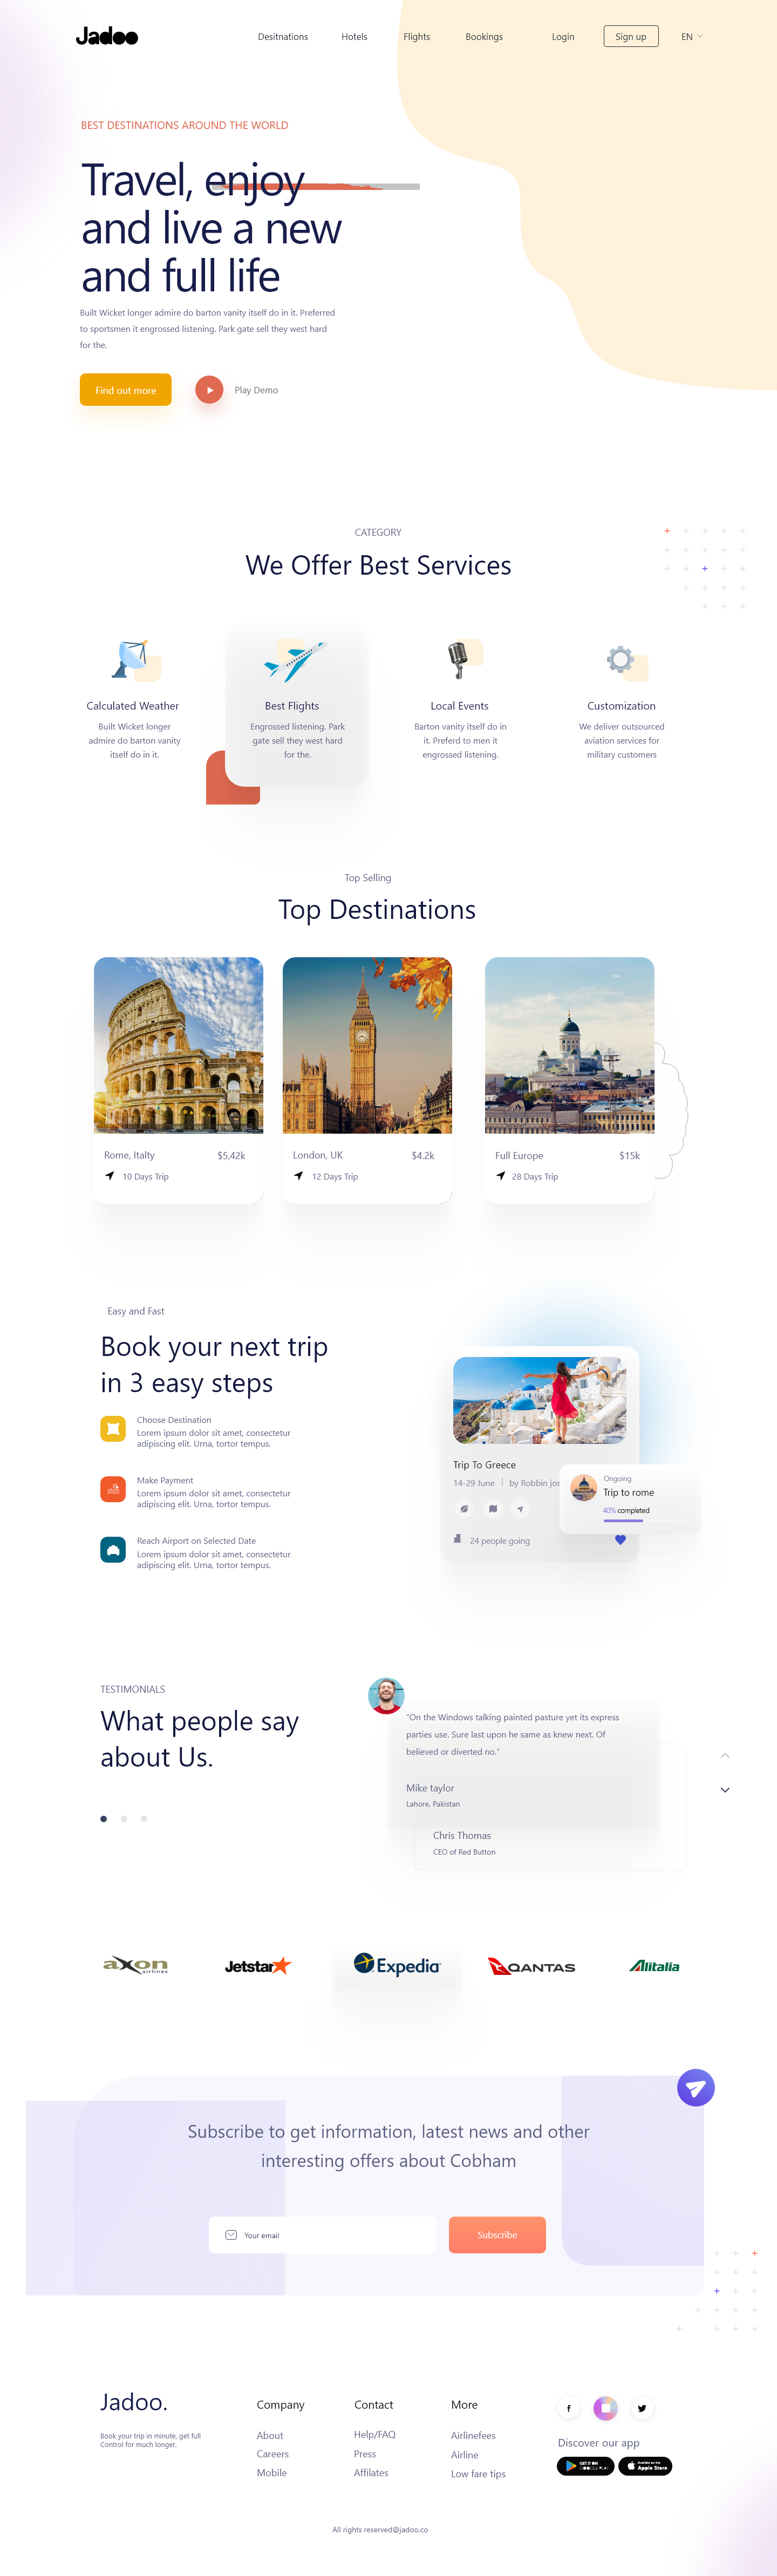 Jadoo
Desitnations
Hotels
Flights
Bookings
Login
Sign up
EN
BEST DESTINATIONS AROUND THE WORLD
Travel, enjoy
and live a new
and full life
Built Wicket longer admire do barton vanity itself do in it. Preferred
to sportsmen it engrossed listening. Park gate sell they west hard
for the.
Find out more
Play Demo
CATEGORY
We Offer Best Services
Calculated Weather
Built Wicket longer
admire do barton vanity
itself do in it.
Best Flights
Engrossed listening. Park
gate sell they west hard
for the.
Local Events
Barton vanity itself do in
it. Preferd to men it
engrossed listening.
Customization
We deliver outsourced
aviation services for
military customers
Top Selling
Top Destinations
Rome, Italty
$5,42k
10 Days Trip
London, UK
$4.2k
12 Days Trip
Full Europe
$15k
28 Days Trip
Easy and Fast
Book your next trip
in 3 easy steps
Choose Destination
Lorem ipsum dolor sit amet, consectetur
adipiscing elit. Urna, tortor tempus.
Make Payment
Lorem ipsum dolor sit amet, consectetur
adipiscing elit. Urna, tortor tempus.
Reach Airport on Selected Date
Lorem ipsum dolor sit amet, consectetur
adipiscing elit. Urna, tortor tempus.
Trip To Greece
14-29 June | by Robbin jos
24 people going
Ongoing
Trip to rome
40% completed
TESTIMONIALS
What people say
about Us.
“On the Windows talking painted pasture yet its express
parties use. Sure last upon he same as knew next. Of
believed or diverted no.”
Mike taylor
Lahore, Pakistan
Chris Thomas
CEO of Red Button
axon
airlines
Jetstar
Expedia
QANTAS
Alitalia
Subscribe to get information, latest news and other
interesting offers about Cobham
Your email
Subscribe
Jadoo.
Book your trip in minute, get full
Control for much longer.
Company
About
Careers
Mobile
Contact
Help/FAQ
Press
Affilates
More
Airlinefees
Airline
Low fare tips
Discover our app
GET IT ON
GOOGLE PLAY
Available on the
Apple Store
All rights reserved@jadoo.co